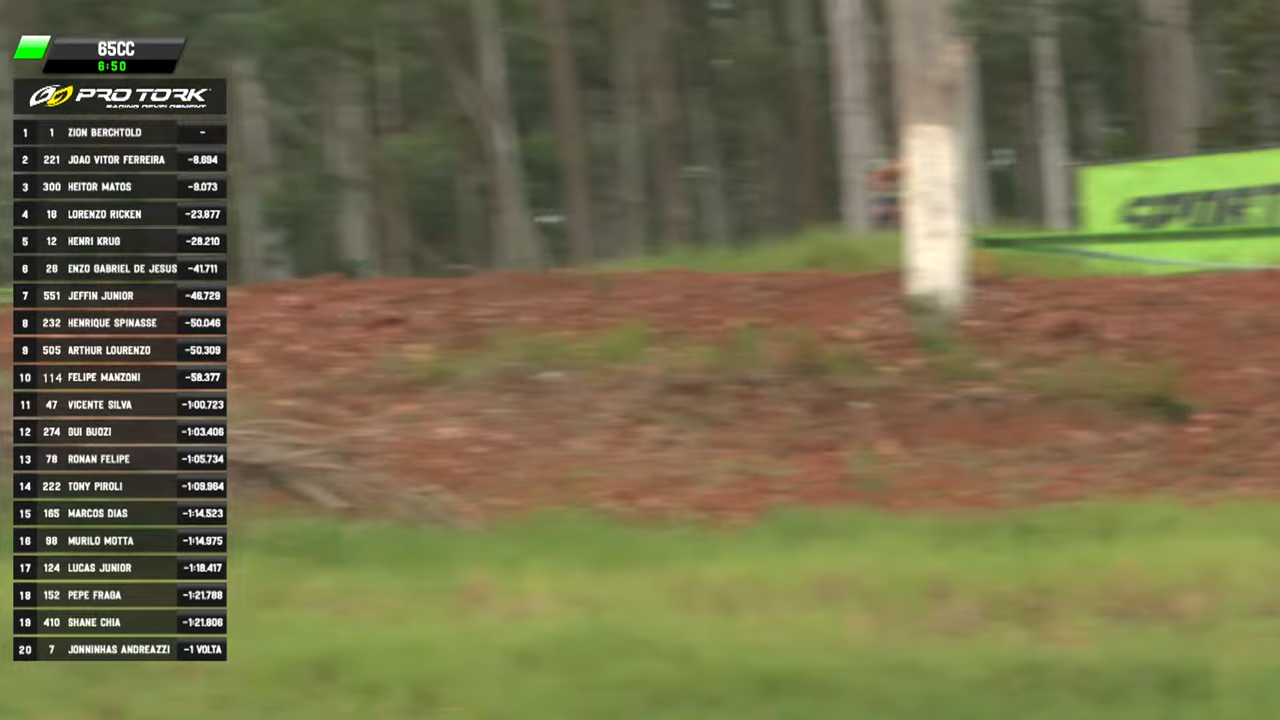 65CC
6:50
PRO TORK
RACING DEVELOPMENT
1 1 ZION BERCHTOLD -
2 221 JOAO VITOR FERREIRA -8.694
3 300 HEITOR MATOS -9.073
4 16 LORENZO RICKEN -23.877
5 12 HENRI KRUG -28.210
6 26 ENZO GABRIEL DE JESUS -41.711
7 551 JEFFIN JUNIOR -46.729
8 232 HENRIQUE SPINASSE -50.046
9 505 ARTHUR LOURENZO -50.309
10 114 FELIPE MANZONI -58.377
11 47 VICENTE SILVA -1:00.723
12 274 GUI BUOZI -1:03.406
13 78 RONAN FELIPE -1:05.734
14 222 TONY PIROLI -1:09.964
15 165 MARCOS DIAS -1:14.523
16 98 MURILO MOTTA -1:14.975
17 124 LUCAS JUNIOR -1:18.417
18 152 PEPE FRAGA -1:21.788
19 410 SHANE CHIA -1:21.806
20 7 JONNINHAS ANDREAZZI -1 VOLTA